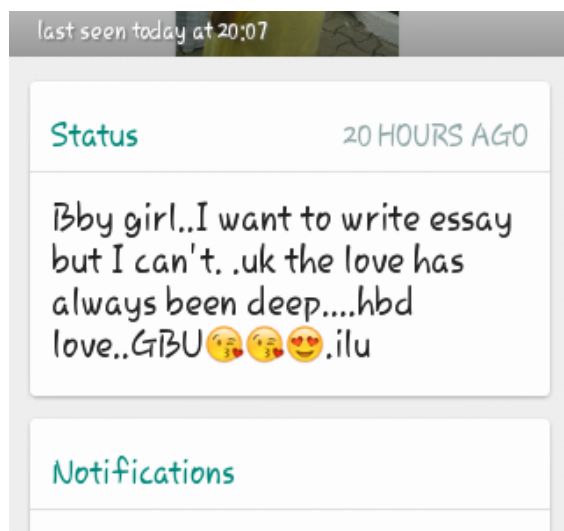 last seen today at 20:07
Status
20 HOURS AGO
Bby girl..I want to write essay
but I can't. .uk the love has
always been deep....hbd
love..GBU😘😘😍.ilu
Notifications